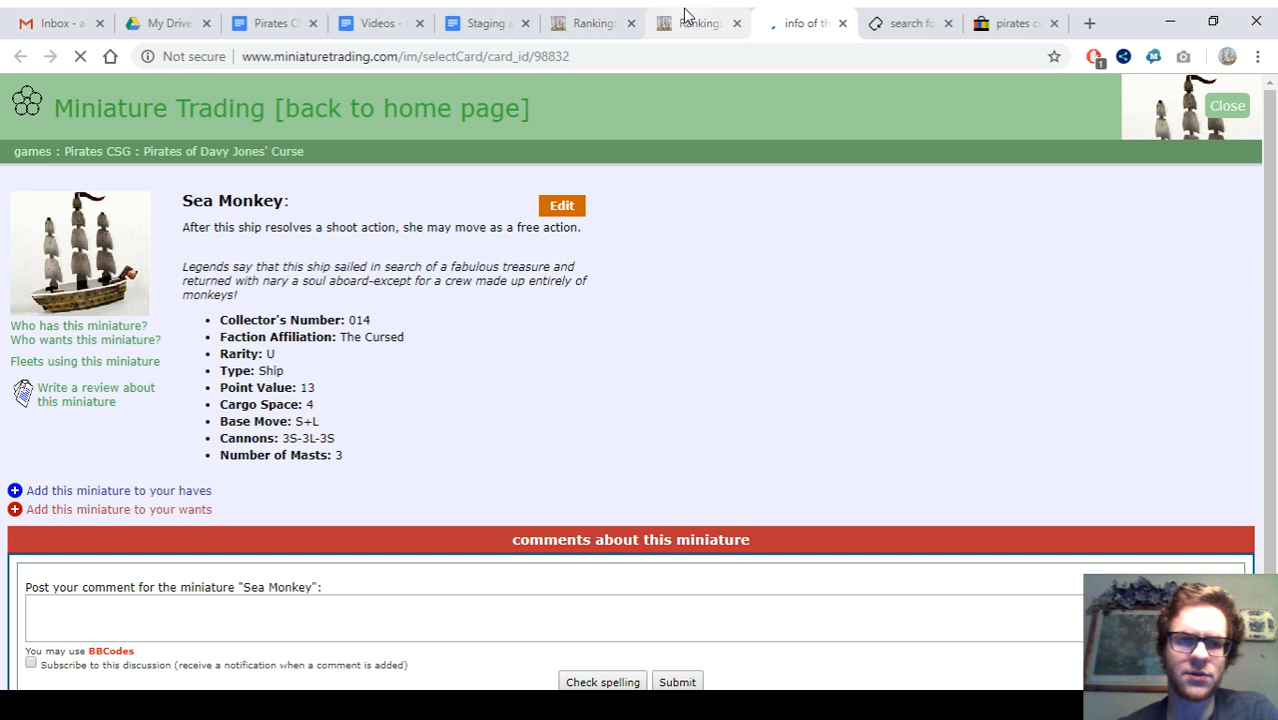 Inbox - a
My Drive
Pirates C
Videos -
Staging a
Ranking:
Ranking:
info of th
search fo
pirates cs
Not secure
www.miniaturetrading.com/im/selectCard/card_id/98832
1
Miniature Trading [back to home page]
Close
games : Pirates CSG : Pirates of Davy Jones' Curse
Sea Monkey:
Edit
After this ship resolves a shoot action, she may move as a free action.
Legends say that this ship sailed in search of a fabulous treasure and
returned with nary a soul aboard-except for a crew made up entirely of
monkeys!
Who has this miniature?
Who wants this miniature?
Fleets using this miniature
Write a review about
this miniature
• Collector's Number: 014
• Faction Affiliation: The Cursed
• Rarity: U
• Type: Ship
• Point Value: 13
• Cargo Space: 4
• Base Move: S+L
• Cannons: 3S-3L-3S
• Number of Masts: 3
Add this miniature to your haves
Add this miniature to your wants
comments about this miniature
Post your comment for the miniature "Sea Monkey":
You may use BBCodes
Subscribe to this discussion (receive a notification when a comment is added)
Check spelling
Submit